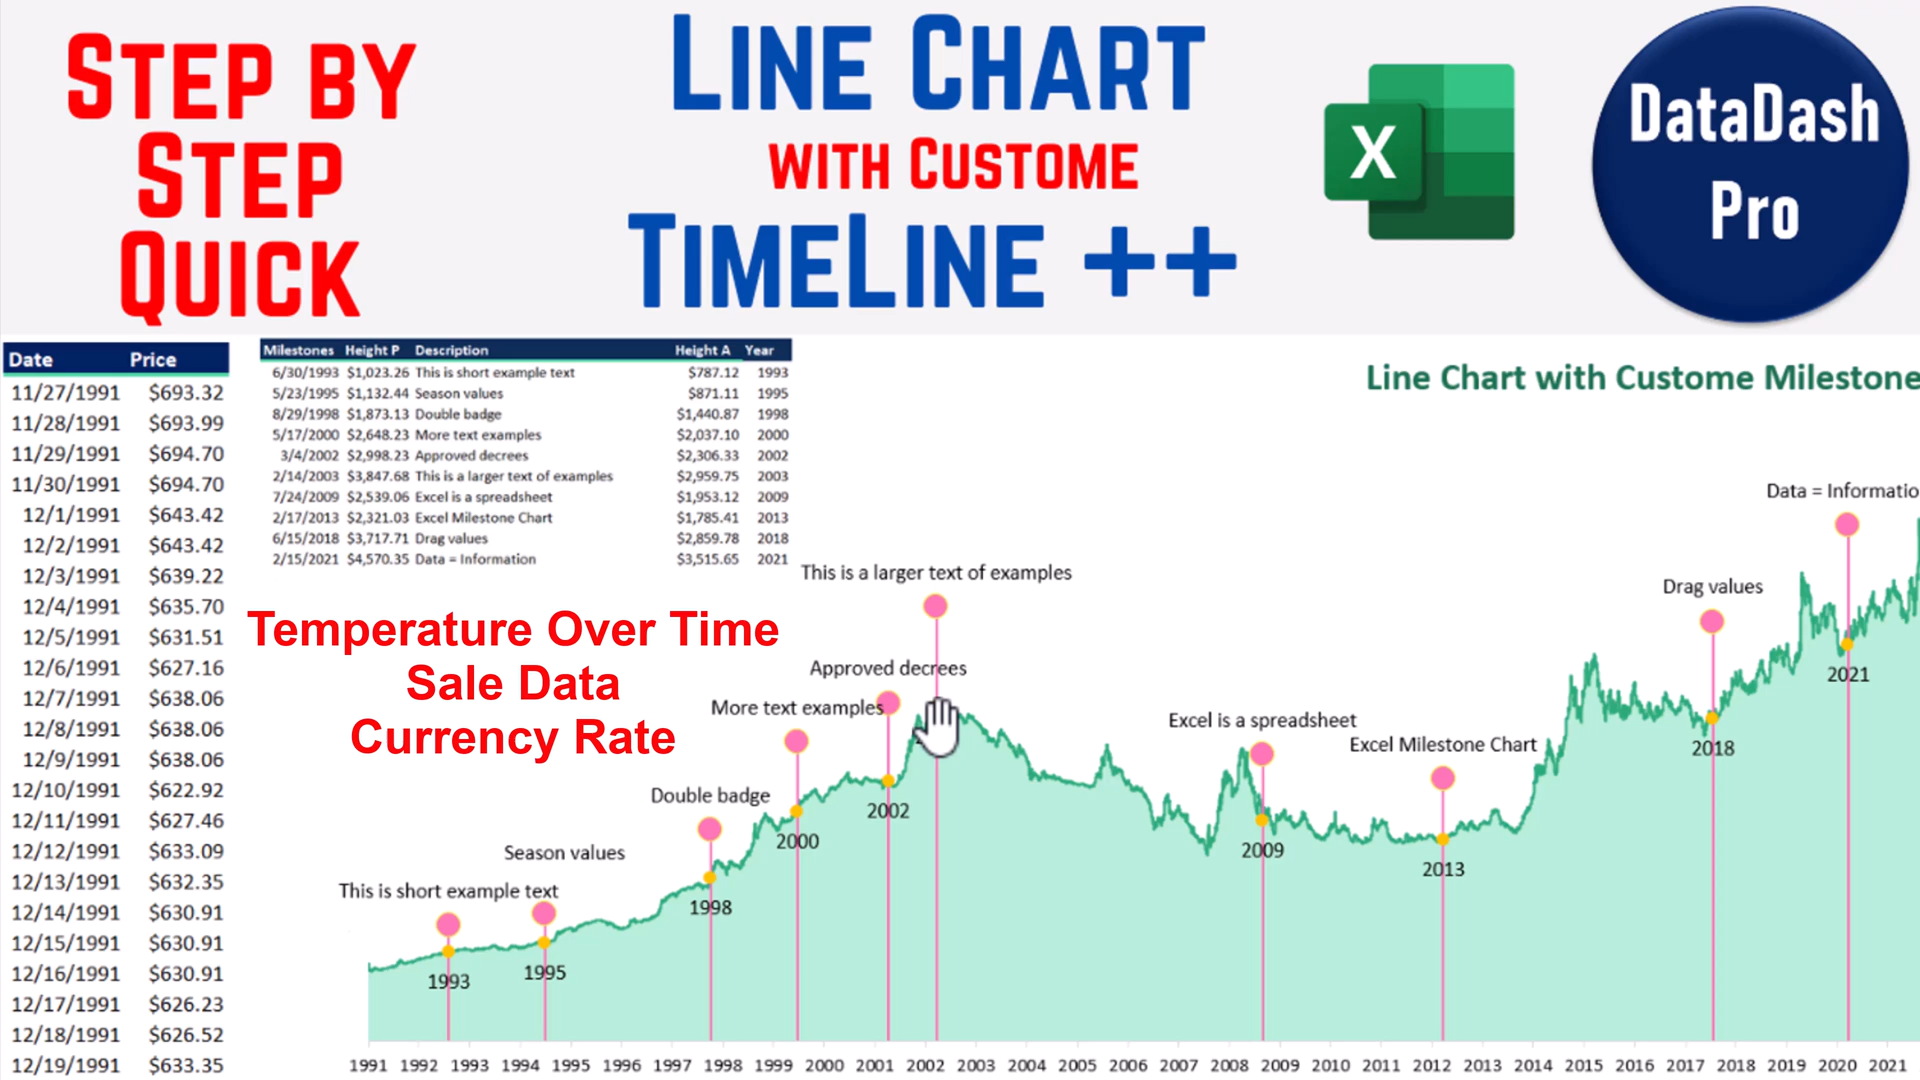 STEP BY
STEP
QUICK
LINE CHART
WITH CUSTOME
TIMELINE ++
X
DataDash
Pro
Date Price
11/27/1991 $693.32
11/28/1991 $693.99
11/29/1991 $694.70
11/30/1991 $694.70
12/1/1991 $643.42
12/2/1991 $643.42
12/3/1991 $639.22
12/4/1991 $635.70
12/5/1991 $631.51
12/6/1991 $627.16
12/7/1991 $638.06
12/8/1991 $638.06
12/9/1991 $638.06
12/10/1991 $622.92
12/11/1991 $627.46
12/12/1991 $633.09
12/13/1991 $632.35
12/14/1991 $630.91
12/15/1991 $630.91
12/16/1991 $630.91
12/17/1991 $626.23
12/18/1991 $626.52
12/19/1991 $633.35
Milestones Height P Description Height A Year
6/30/1993 $1,023.26 This is short example text $787.12 1993
5/23/1995 $1,132.44 Season values $871.11 1995
8/29/1998 $1,873.13 Double badge $1,440.87 1998
5/17/2000 $2,648.23 More text examples $2,037.10 2000
3/4/2002 $2,998.23 Approved decrees $2,306.33 2002
2/14/2003 $3,847.68 This is a larger text of examples $2,959.75 2003
7/24/2009 $2,539.06 Excel is a spreadsheet $1,953.12 2009
2/17/2013 $2,321.03 Excel Milestone Chart $1,785.41 2013
6/15/2018 $3,717.71 Drag values $2,859.78 2018
2/15/2021 $4,570.35 Data = Information $3,515.65 2021
Temperature Over Time
Sale Data
Currency Rate
Line Chart with Custome Milestone
Data = Informatio
This is a larger text of examples
Drag values
Approved decrees
2021
More text examples
Excel is a spreadsheet
Excel Milestone Chart
2018
Double badge
2002
2000
2009
Season values
2013
This is short example text
1998
1993
1995
1991 1992 1993 1994 1995 1996 1997 1998 1999 2000 2001 2002 2003 2004 2005 2006 2007 2008 2009 2010 2011 2012 2013 2014 2015 2016 2017 2018 2019 2020 2021